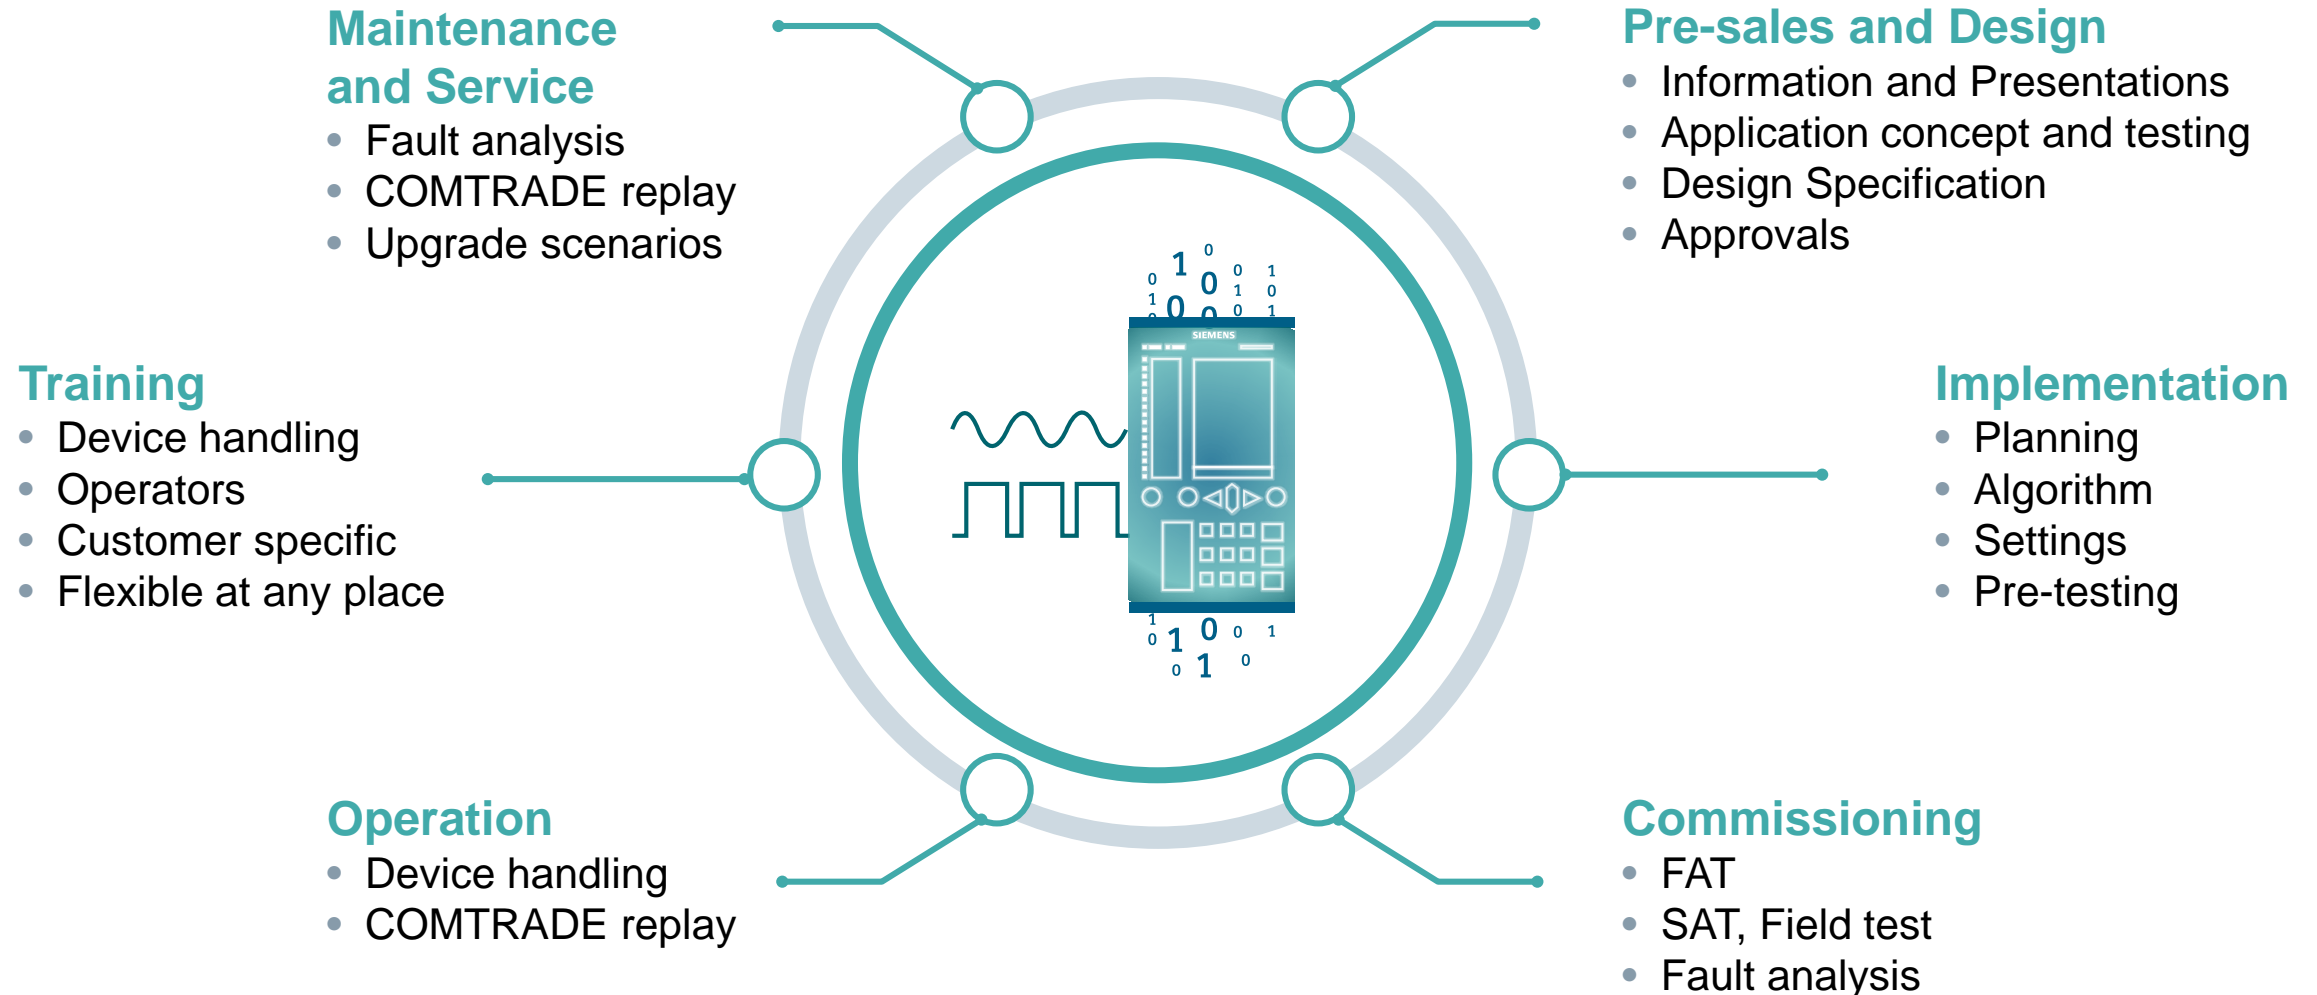 Maintenance
and Service
• Fault analysis
• COMTRADE replay
• Upgrade scenarios
Pre-sales and Design
• Information and Presentations
• Application concept and testing
• Design Specification
• Approvals
Training
• Device handling
• Operators
• Customer specific
• Flexible at any place
SIEMENS
Implementation
• Planning
• Algorithm
• Settings
• Pre-testing
Operation
• Device handling
• COMTRADE replay
Commissioning
• FAT
• SAT, Field test
• Fault analysis